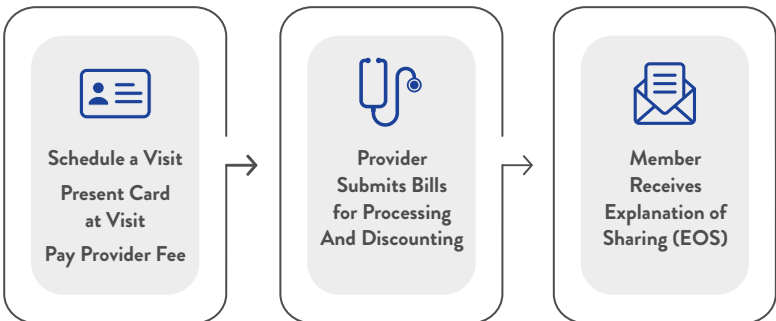 Schedule a Visit
Present Card
at Visit
Pay Provider Fee
Provider
Submits Bills
for Processing
And Discounting
Member
Receives
Explanation of
Sharing (EOS)